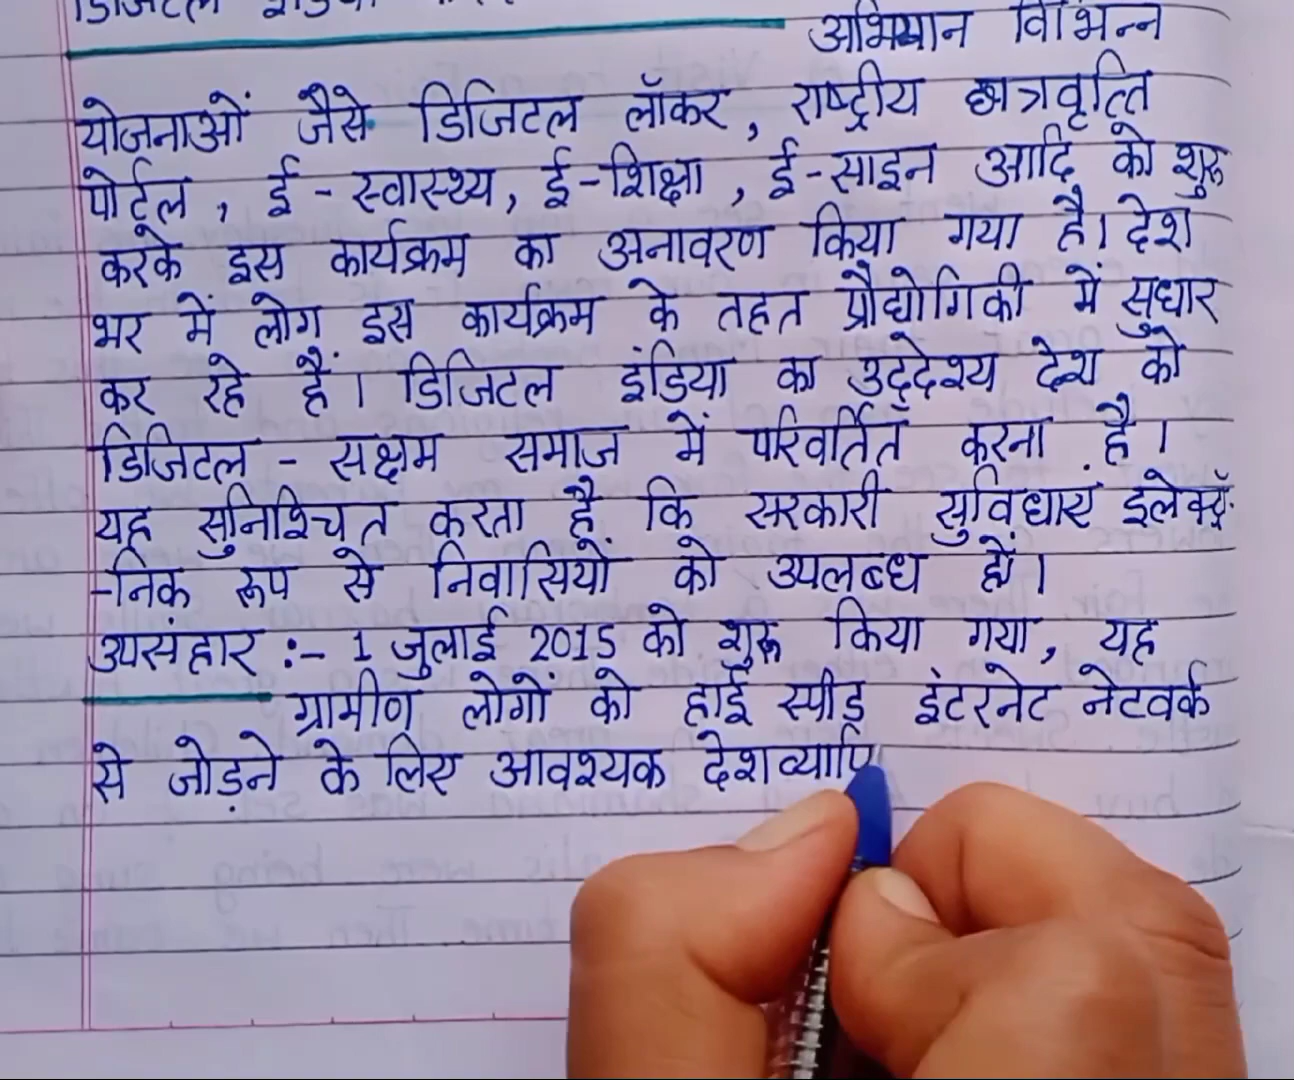 डिजिटल
अभियान विभिन्न
योजनाओं जैसे डिजिटल लॉकर, राष्ट्रीय छात्रवृत्ति
पोर्टल, ई - स्वास्थ्य, ई-शिक्षा, ई-साइन आदि को शुरू
करके इस कार्यक्रम का अनावरण किया गया है। देश
भर में लोग इस कार्यक्रम के तहत प्रौद्योगिकी में सुधार
कर रहे हैं। डिजिटल इंडिया का उद्देश्य देश को
डिजिटल - सक्षम समाज में परिवर्तित करना है।
यह सुनिश्चित करता है कि सरकारी सुविधाएं इलेक्ट्रॉ-
-निक रूप से निवासियों को उपलब्ध हों।
उपसंहार :- 1 जुलाई 2015 को शुरू किया गया, यह
ग्रामीण लोगों को हाई स्पीड इंटरनेट नेटवर्क
से जोड़ने के लिए आवश्यक देशव्यापि